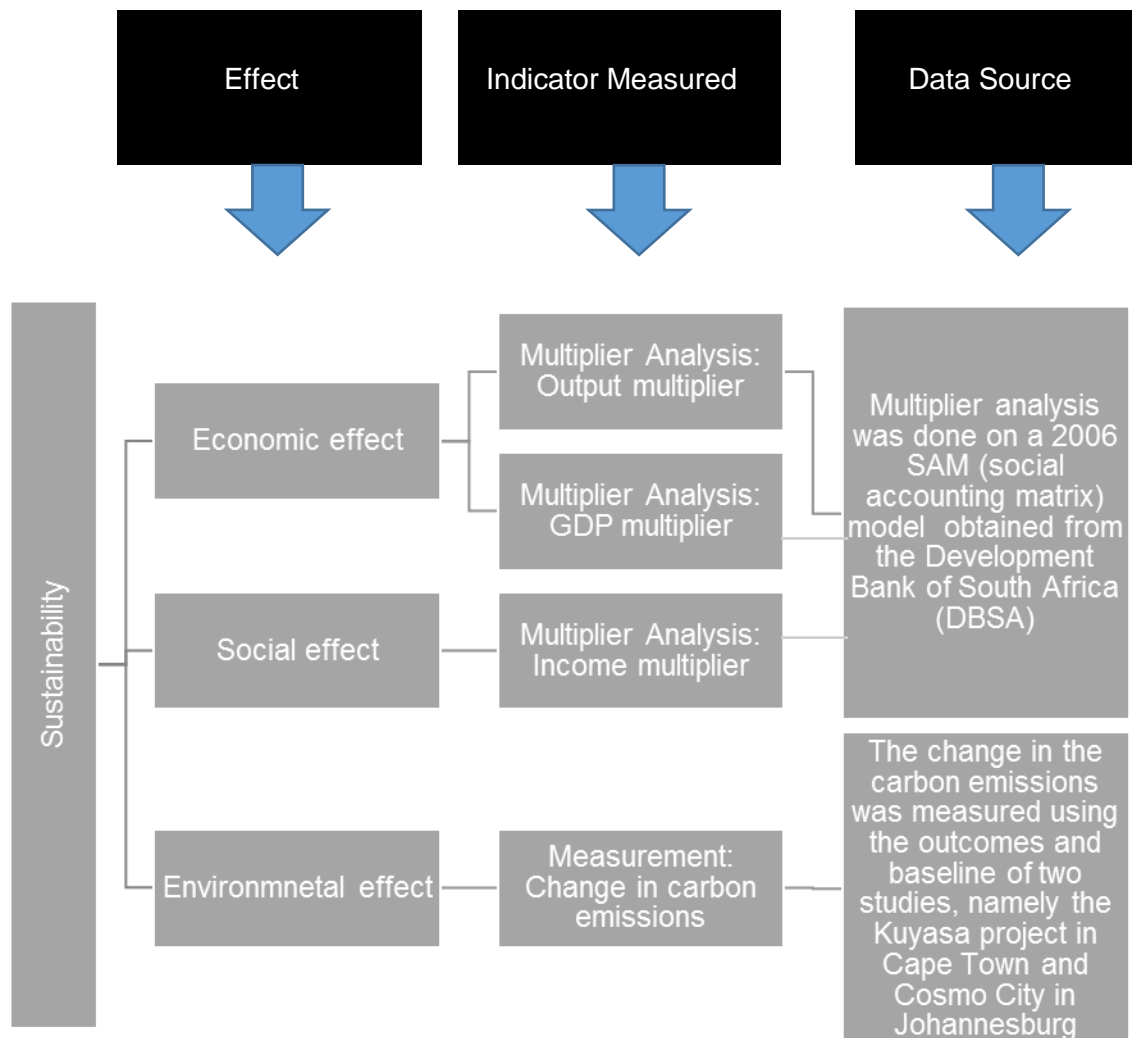 Effect
Indicator Measured
Data Source
Sustainability
Economic effect
Multiplier Analysis:
Output multiplier
Multiplier Analysis:
GDP multiplier
Multiplier analysis
was done on a 2006
SAM (social
accounting matrix)
model obtained from
the Development
Bank of South Africa
(DBSA)
Social effect
Multiplier Analysis:
Income multiplier
Environmnetal effect
Measurement:
Change in carbon
emissions
The change in the
carbon emissions
was measured using
the outcomes and
baseline of two
studies, namely the
Kuyasa project in
Cape Town and
Cosmo City in
Johannesburg